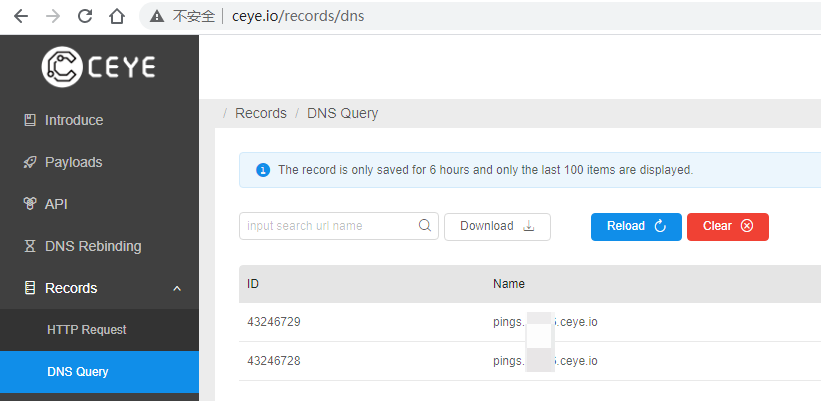 不安全 ceye.io/records/dns
CEYE
Introduce
Payloads
API
DNS Rebinding
Records
HTTP Request
DNS Query
/ Records / DNS Query
The record is only saved for 6 hours and only the last 100 items are displayed.
input search url name
Download
Reload
Clear
ID Name
43246729 pings. .ceye.io
43246728 pings. .ceye.io